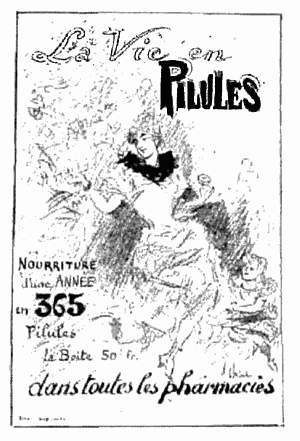 La Vie en
PILULES
NOURRITURE
d'une ANNÉE
en 365
Pilules
la Boîte 50 fr.
dans toutes les pharmacies